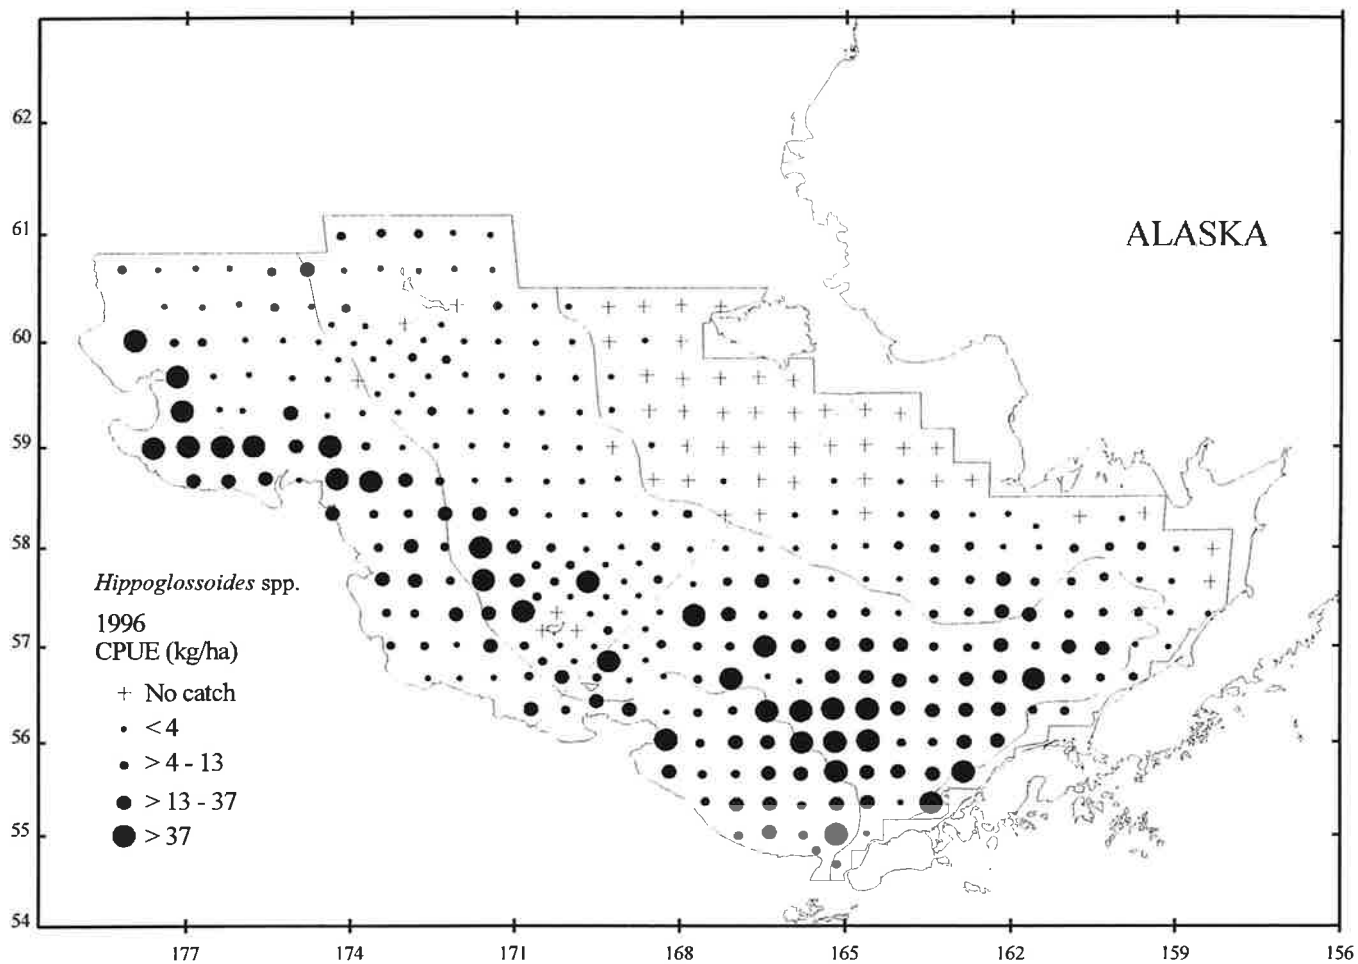 62
61
ALASKA
60
59
58
Hippoglossoides spp.
1996
57
CPUE (kg/ha)
+ No catch
< 4
56
> 4 - 13
> 13 - 37
55
> 37
54
177 174 171 168 165 162 159 156